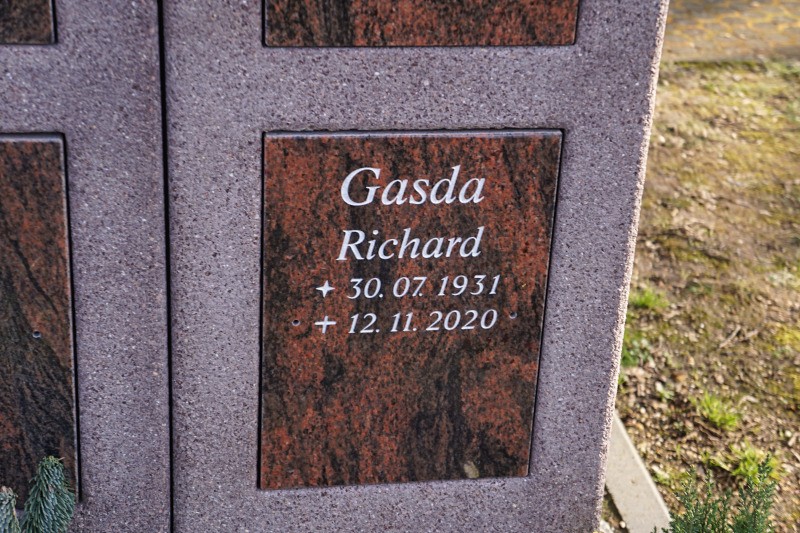 Gasda
Richard
✦ 30. 07. 1931
+ 12. 11. 2020